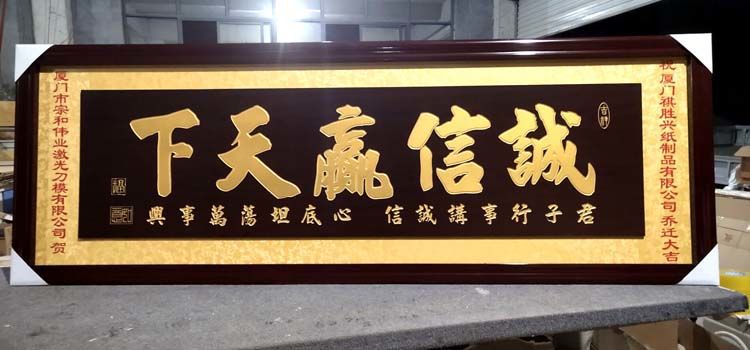 祝 厦门祺胜兴纸制品有限公司 乔迁大吉
誠信贏天下
君子行事講誠信 心底坦蕩萬事興
厦门市宗和伟业激光刀模有限公司 贺